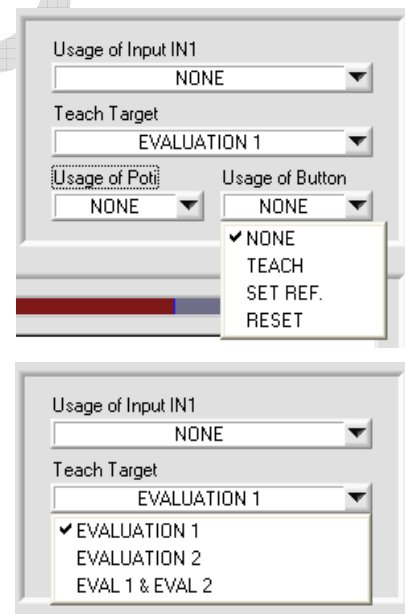 Usage of Input IN1
NONE
Teach Target
EVALUATION 1
Usage of Poti Usage of Button
NONE NONE
NONE
TEACH
SET REF.
RESET
Usage of Input IN1
NONE
Teach Target
EVALUATION 1
EVALUATION 1
EVALUATION 2
EVAL 1 & EVAL 2